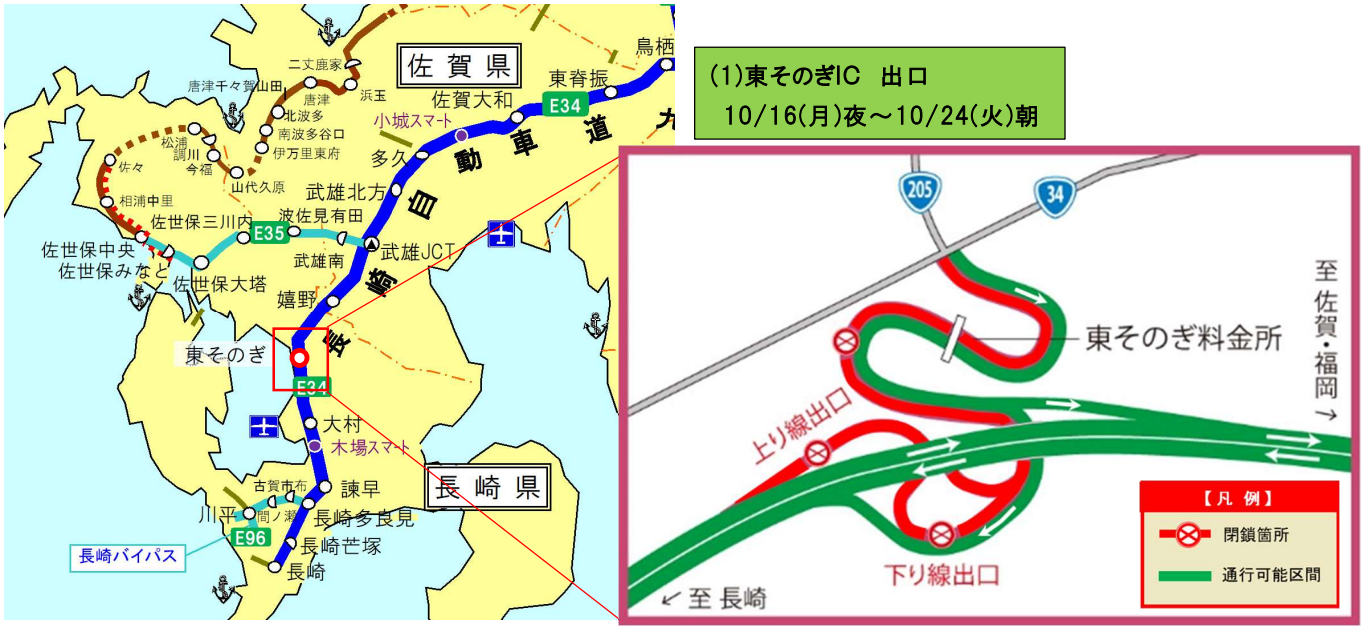 佐賀県
鳥栖
東脊振
佐賀大和
E34
小城スマート
二丈鹿家
唐津千々賀山田
唐津
浜玉
北波多
南波多谷口
伊万里東府
松浦
調川
今福
山代久原
佐々
相浦中里
多久
武雄北方
長崎自動車道
九
佐世保三川内
波佐見有田
E35
佐世保中央
佐世保みなと
佐世保大塔
武雄南
武雄JCT
嬉野
東そのぎ
E34
大村
木場スマート
長崎県
諫早
古賀市布
川平
間ノ瀬
長崎多良見
E96
長崎芒塚
長崎バイパス
長崎
(1)東そのぎIC 出口
10/16(月)夜～10/24(火)朝
205
34
至 佐賀・福岡→
東そのぎ料金所
上り線出口
下り線出口
↙ 至 長崎
【凡 例】
閉鎖箇所
通行可能区間